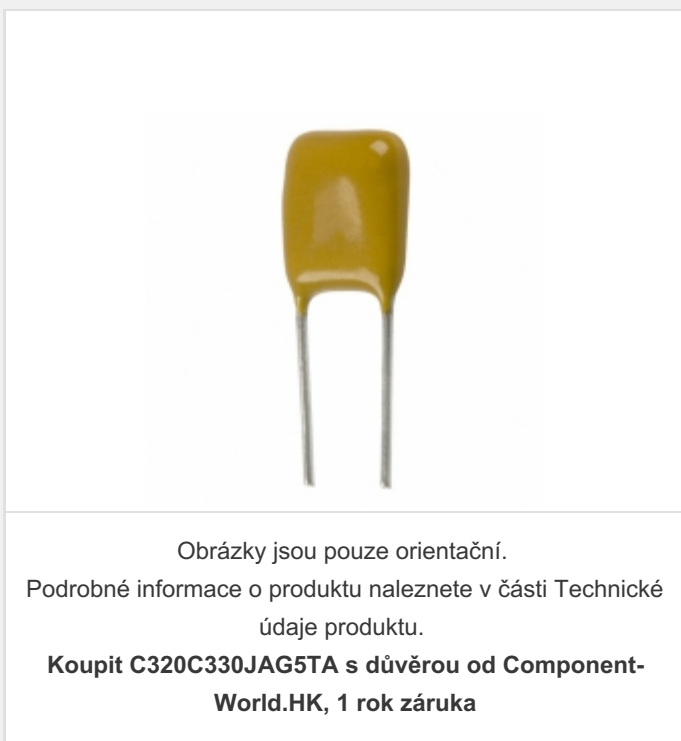 Obrázky jsou pouze orientační.
Podrobné informace o produktu naleznete v části Technické
údaje produktu.
Koupit C320C330JAG5TA s důvěrou od Component-
World.HK, 1 rok záruka